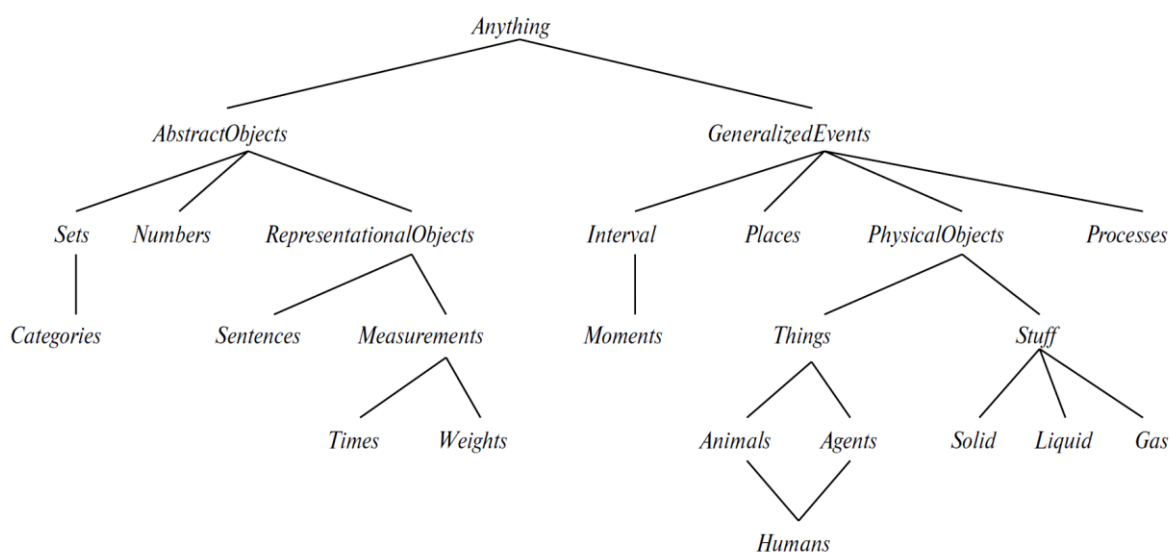 Anything
AbstractObjects GeneralizedEvents
Sets Numbers RepresentationalObjects Interval Places PhysicalObjects Processes
Categories Sentences Measurements Moments Things Stuff
Times Weights Animals Agents Solid Liquid Gas
Humans